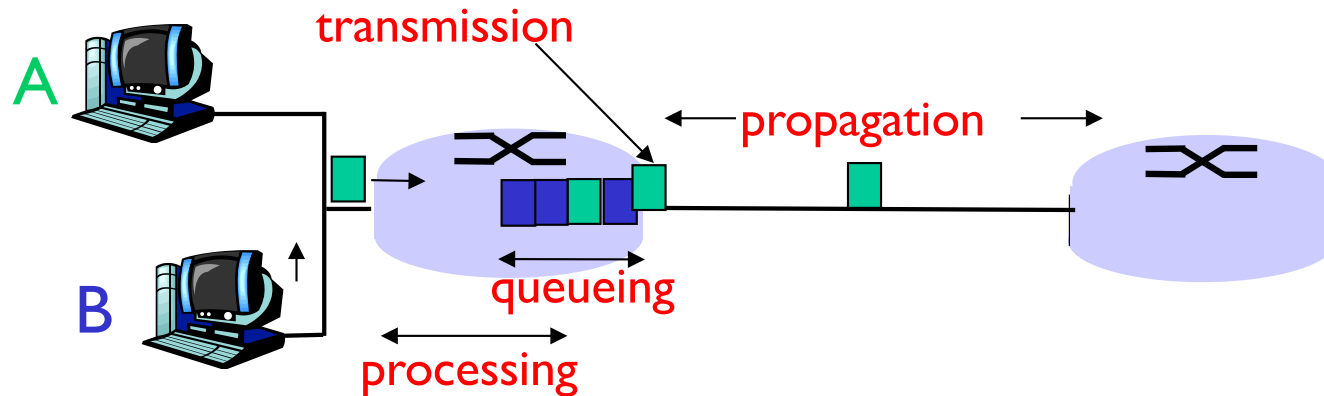 transmission
A
propagation
B
queueing
processing